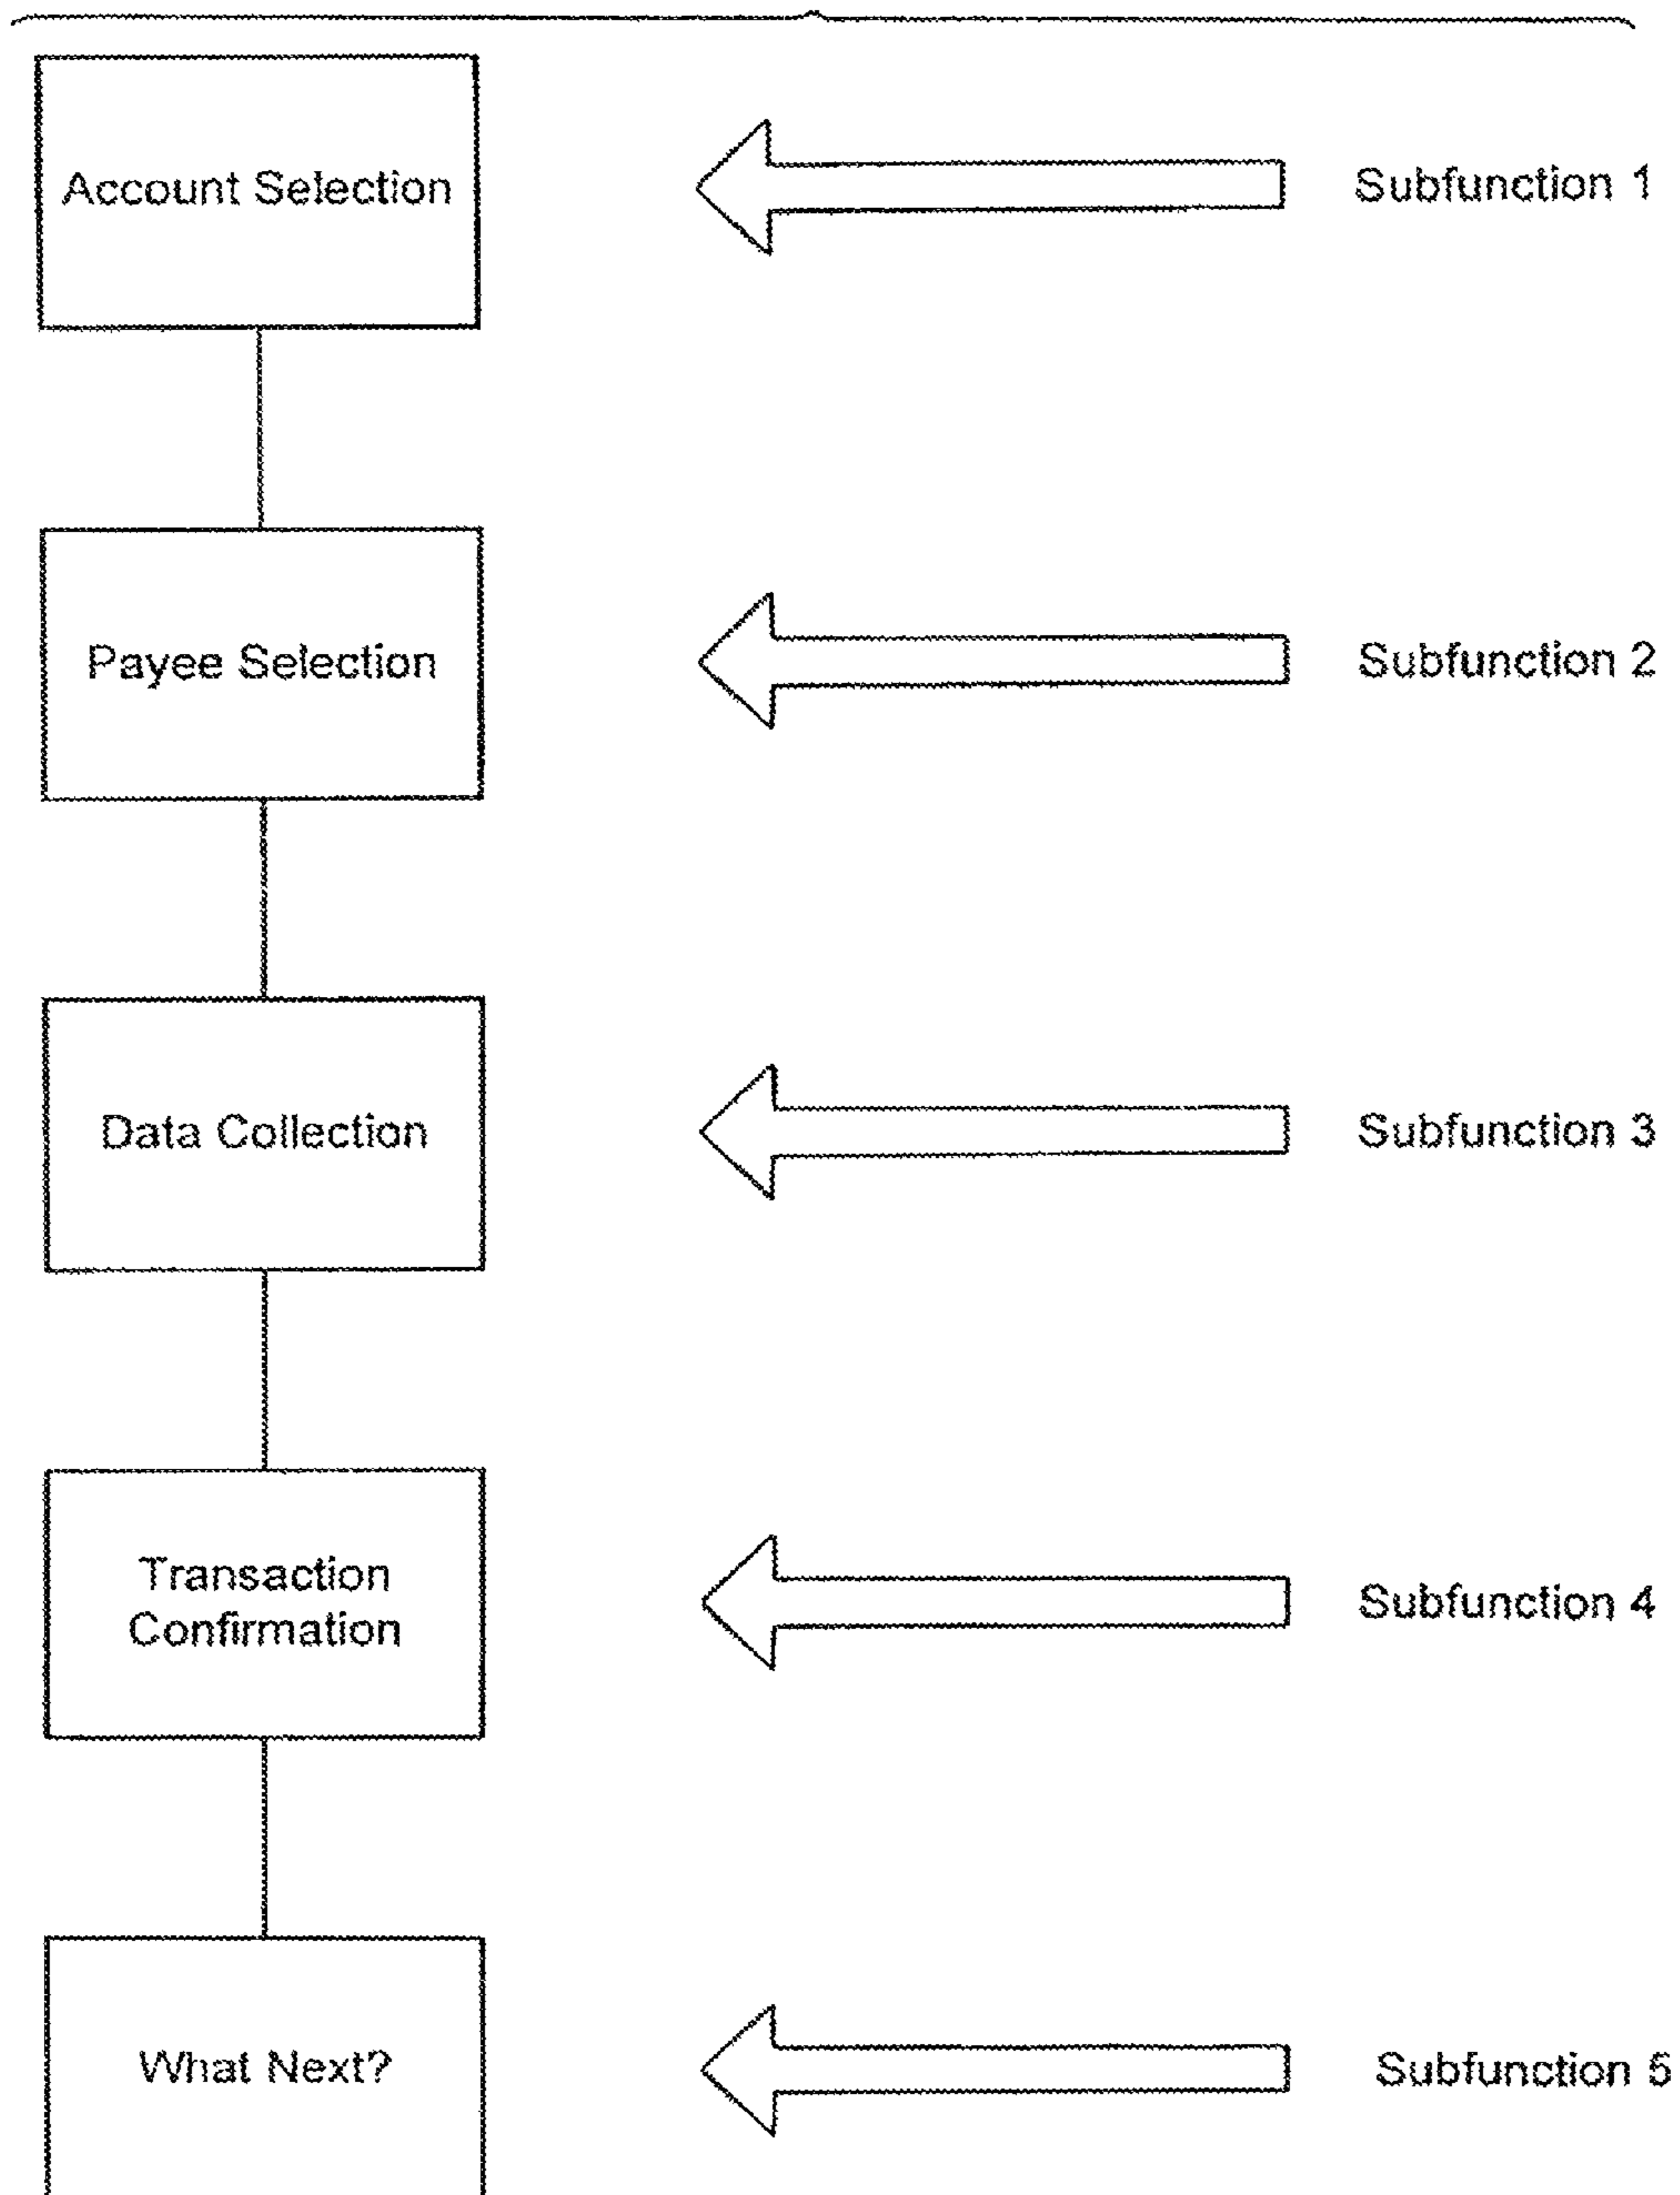 Account Selection
Subfunction 1
Payee Selection
Subfunction 2
Data Collection
Subfunction 3
Transaction
Confirmation
Subfunction 4
What Next?
Subfunction 5